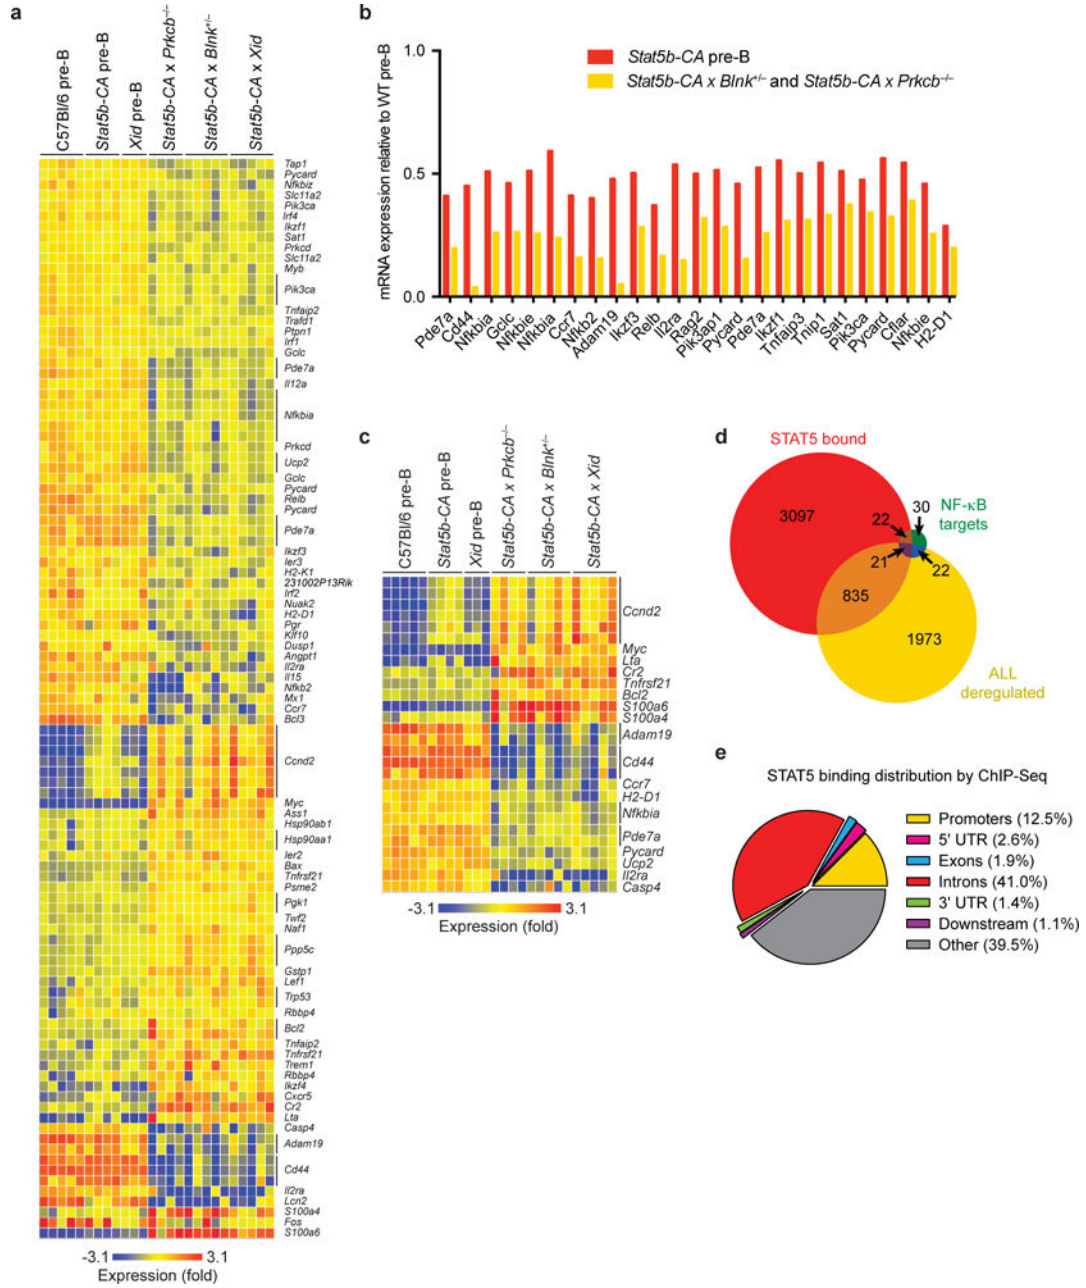 a
C57Bl/6 pre-B
Stat5b-CA pre-B
Xid pre-B
Stat5b-CA x Prkcb–/–
Stat5b-CA x Blnk+/–
Stat5b-CA x Xid
Tap1
Pycard
Nfkbiz
Slc11a2
Pik3ca
Irf4
Ikzf1
Sat1
Prkcd
Slc11a2
Myb
Pik3ca
Tnfaip2
Trafd1
Ptpn1
Irf1
Gclc
Pde7a
Il12a
Nfkbia
Prkcd
Ucp2
Gclc
Pycard
Relb
Pycard
Pde7a
Ikzf3
Ier3
H2-K1
231002P13Rik
Irf2
Nuak2
H2-D1
Pgr
Klf10
Dusp1
Angpt1
Il2ra
Il15
Nfkb2
Mx1
Ccr7
Bcl3
Ccnd2
Myc
Ass1
Hsp90ab1
Hsp90aa1
Ier2
Bax
Tnfrsf21
Psme2
Pgk1
Twf2
Naf1
Ppp5c
Gstp1
Lef1
Trp53
Rbbp4
Bcl2
Tnfaip2
Tnfrsf21
Trem1
Rbbp4
Ikzf4
Cxcr5
Cr2
Lta
Casp4
Adam19
Cd44
Il2ra
Lcn2
S100a4
Fos
S100a6
-3.1 3.1
Expression (fold)
b
mRNA expression relative to WT pre-B
1.0
0.5
0.0
Stat5b-CA pre-B
Stat5b-CA x Blnk+/– and Stat5b-CA x Prkcb–/–
Pde7a
Cd44
Nfkbia
Gclc
Nfkbie
Nfkbia
Ccr7
Nfkb2
Adam19
Ikzf3
Relb
Il2ra
Rag2
Pik3ap1
Pycard
Pde7a
Ikzf1
Tnfaip3
Tnip1
Sat1
Pik3ca
Pycard
Cflar
Nfkbie
H2-D1
c
C57Bl/6 pre-B
Stat5b-CA pre-B
Xid pre-B
Stat5b-CA x Prkcb–/–
Stat5b-CA x Blnk+/–
Stat5b-CA x Xid
Ccnd2
Myc
Lta
Cr2
Tnfrsf21
Bcl2
S100a6
S100a4
Adam19
Cd44
Ccr7
H2-D1
Nfkbia
Pde7a
Pycard
Ucp2
Il2ra
Casp4
-3.1 3.1
Expression (fold)
d
STAT5 bound
3097
22
30
NF-κB
targets
21
22
835
1973
ALL
deregulated
e
STAT5 binding distribution by ChIP-Seq
Promoters (12.5%)
5' UTR (2.6%)
Exons (1.9%)
Introns (41.0%)
3' UTR (1.4%)
Downstream (1.1%)
Other (39.5%)